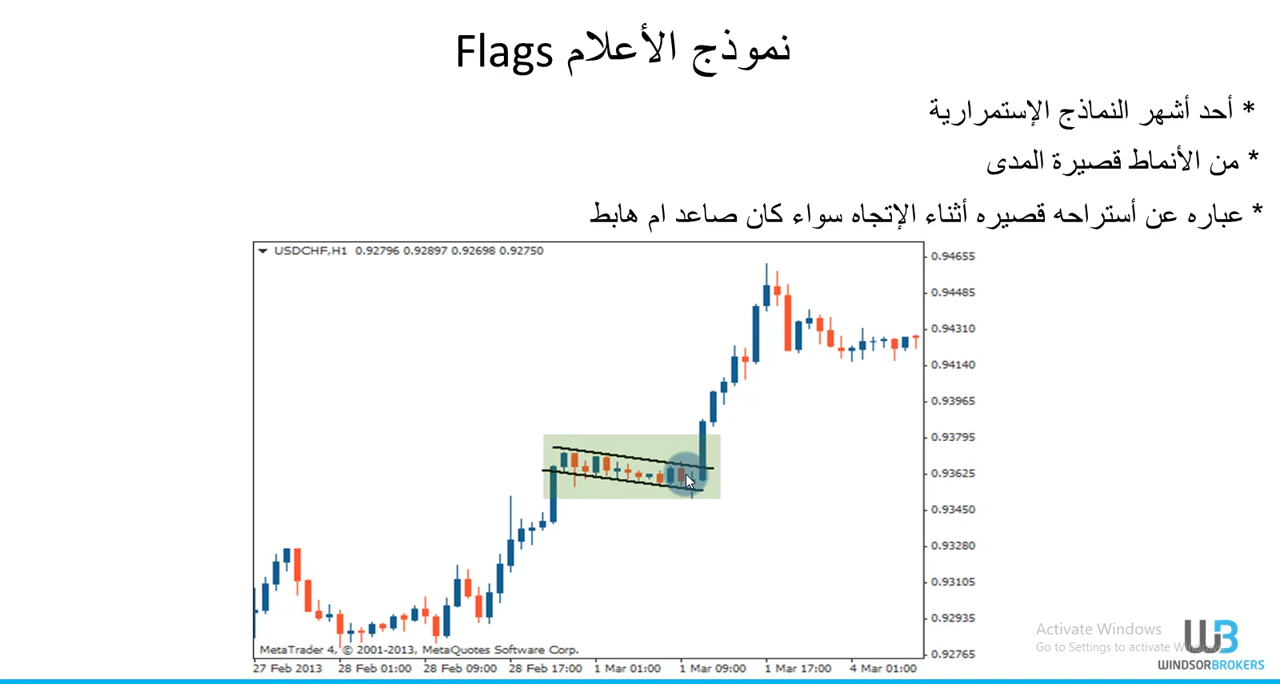 نموذج الأعلام Flags
* أحد أشهر النماذج الإستمرارية
* من الأنماط قصيرة المدى
* عباره عن أستراحه قصيره أثناء الإتجاه سواء كان صاعد ام هابط
USDCHF,H1 0.92796 0.92897 0.92698 0.92750
0.94655
0.94485
0.94310
0.94140
0.93965
0.93795
0.93625
0.93450
0.93280
0.93105
0.92935
0.92765
MetaTrader 4, © 2001-2013, MetaQuotes Software Corp.
27 Feb 2013 28 Feb 01:00 28 Feb 09:00 28 Feb 17:00 1 Mar 01:00 1 Mar 09:00 1 Mar 17:00 4 Mar 01:00
Activate Windows
Go to Settings to activate
WINDSORBROKERS